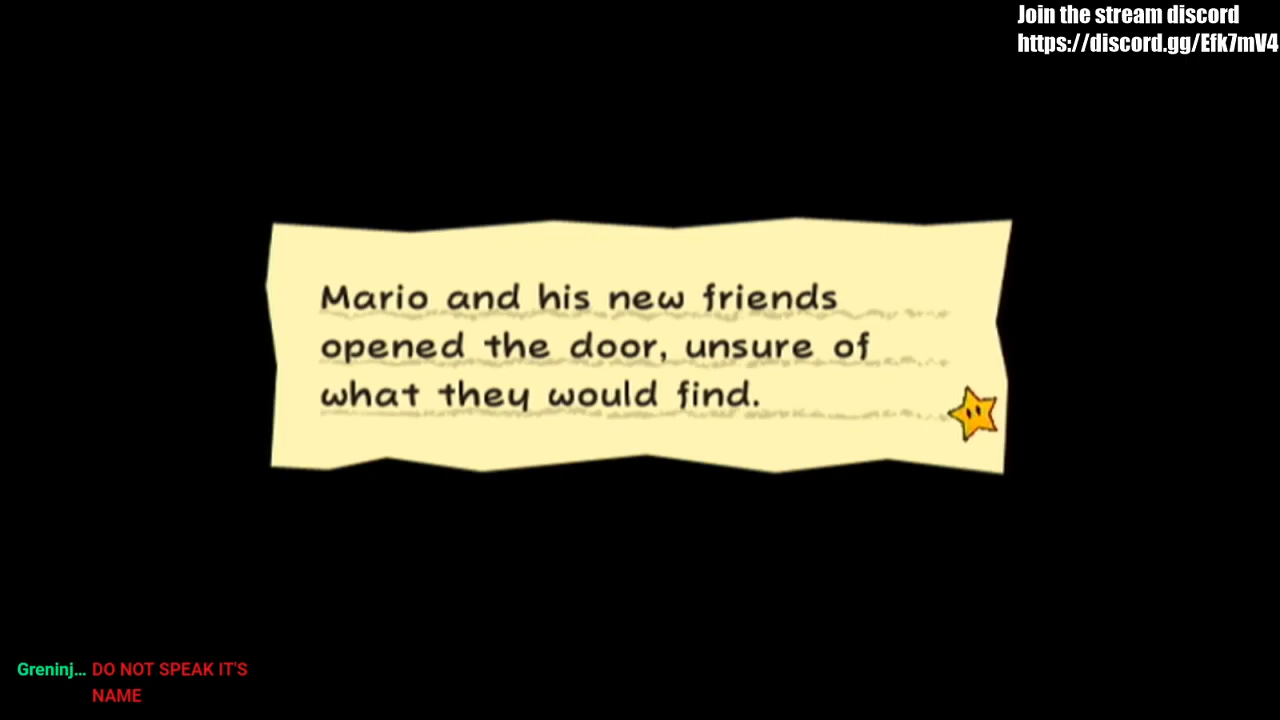 Join the stream discord
https://discord.gg/Efk7mV4
Mario and his new friends
opened the door, unsure of
what they would find.
Greninj... DO NOT SPEAK IT'S
NAME